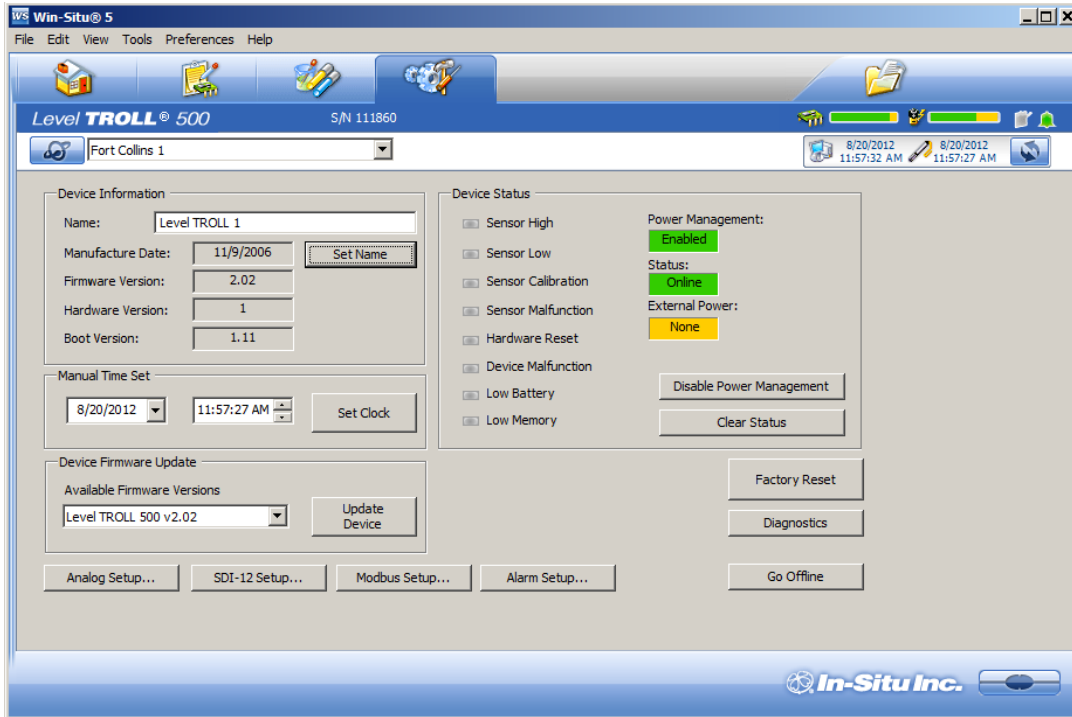 WS Win-Situ® 5
File Edit View Tools Preferences Help
Level TROLL® 500
S/N 111860
Fort Collins 1
8/20/2012
11:57:32 AM
8/20/2012
11:57:27 AM
Device Information
Name: Level TROLL 1
Manufacture Date: 11/9/2006
Set Name
Firmware Version: 2.02
Hardware Version: 1
Boot Version: 1.11
Manual Time Set
8/20/2012 11:57:27 AM Set Clock
Device Firmware Update
Available Firmware Versions
Level TROLL 500 v2.02
Update
Device
Device Status
Sensor High
Sensor Low
Sensor Calibration
Sensor Malfunction
Hardware Reset
Device Malfunction
Low Battery
Low Memory
Power Management:
Enabled
Status:
Online
External Power:
None
Disable Power Management
Clear Status
Factory Reset
Diagnostics
Analog Setup... SDI-12 Setup... Modbus Setup... Alarm Setup... Go Offline
In-Situ Inc.